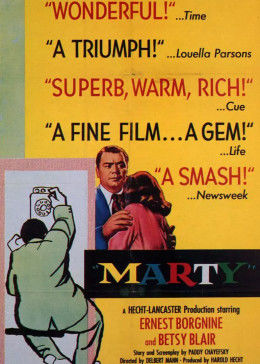 "WONDERFUL!" ...Time
"A TRIUMPH!" ...Louella Parsons
"SUPERB, WARM, RICH!"
...Cue
"A FINE FILM...A GEM!"
...Life
"A SMASH!"
...Newsweek
"MARTY"
A HECHT-LANCASTER Production starring
ERNEST BORGNINE
and BETSY BLAIR
Story and Screenplay by PADDY CHAYEFSKY
Directed by DELBERT MANN · Produced by HAROLD HECHT